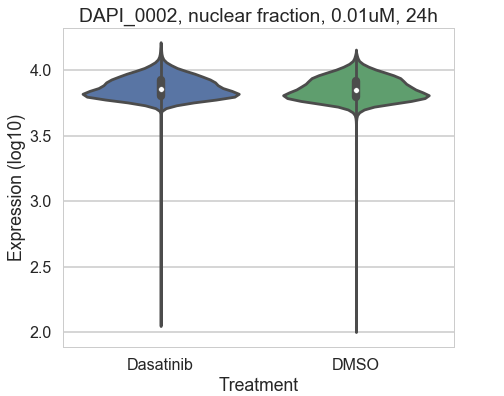 DAPI_0002, nuclear fraction, 0.01uM, 24h
Expression (log10)
4.0
3.5
3.0
2.5
2.0
Dasatinib DMSO
Treatment